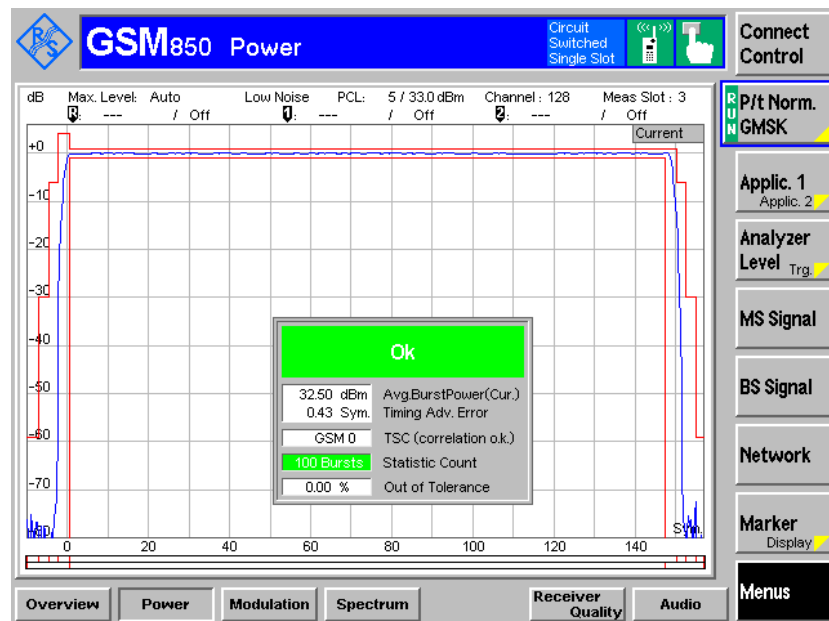 R S
GSM850 Power
Circuit
Switched
Single Slot
Connect
Control
dB Max. Level: Auto Low Noise PCL: 5 / 33.0 dBm Channel : 128 Meas Slot : 3
R: --- / Off 1: --- / Off 2: --- / Off
Current
R
U
N
P/t Norm.
GMSK
+0
-10
-20
-30
-40
-50
-60
-70
-80
0 20 40 60 80 100 120 140
Sym.
Ok
32.50 dBm Avg.BurstPower(Cur.)
0.43 Sym. Timing Adv. Error
GSM 0 TSC (correlation o.k.)
100 Bursts Statistic Count
0.00 % Out of Tolerance
Applic. 1
Applic. 2
Analyzer
Level Trg.
MS Signal
BS Signal
Network
Marker
Display
Menus
Overview Power Modulation Spectrum Receiver Quality Audio